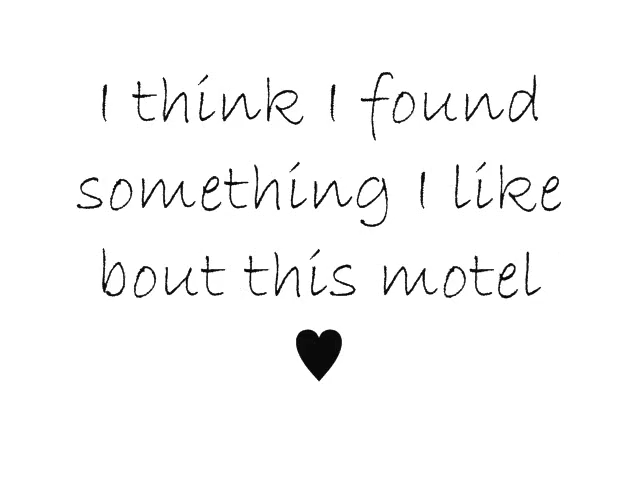 I think I found
something I like
bout this motel
♥